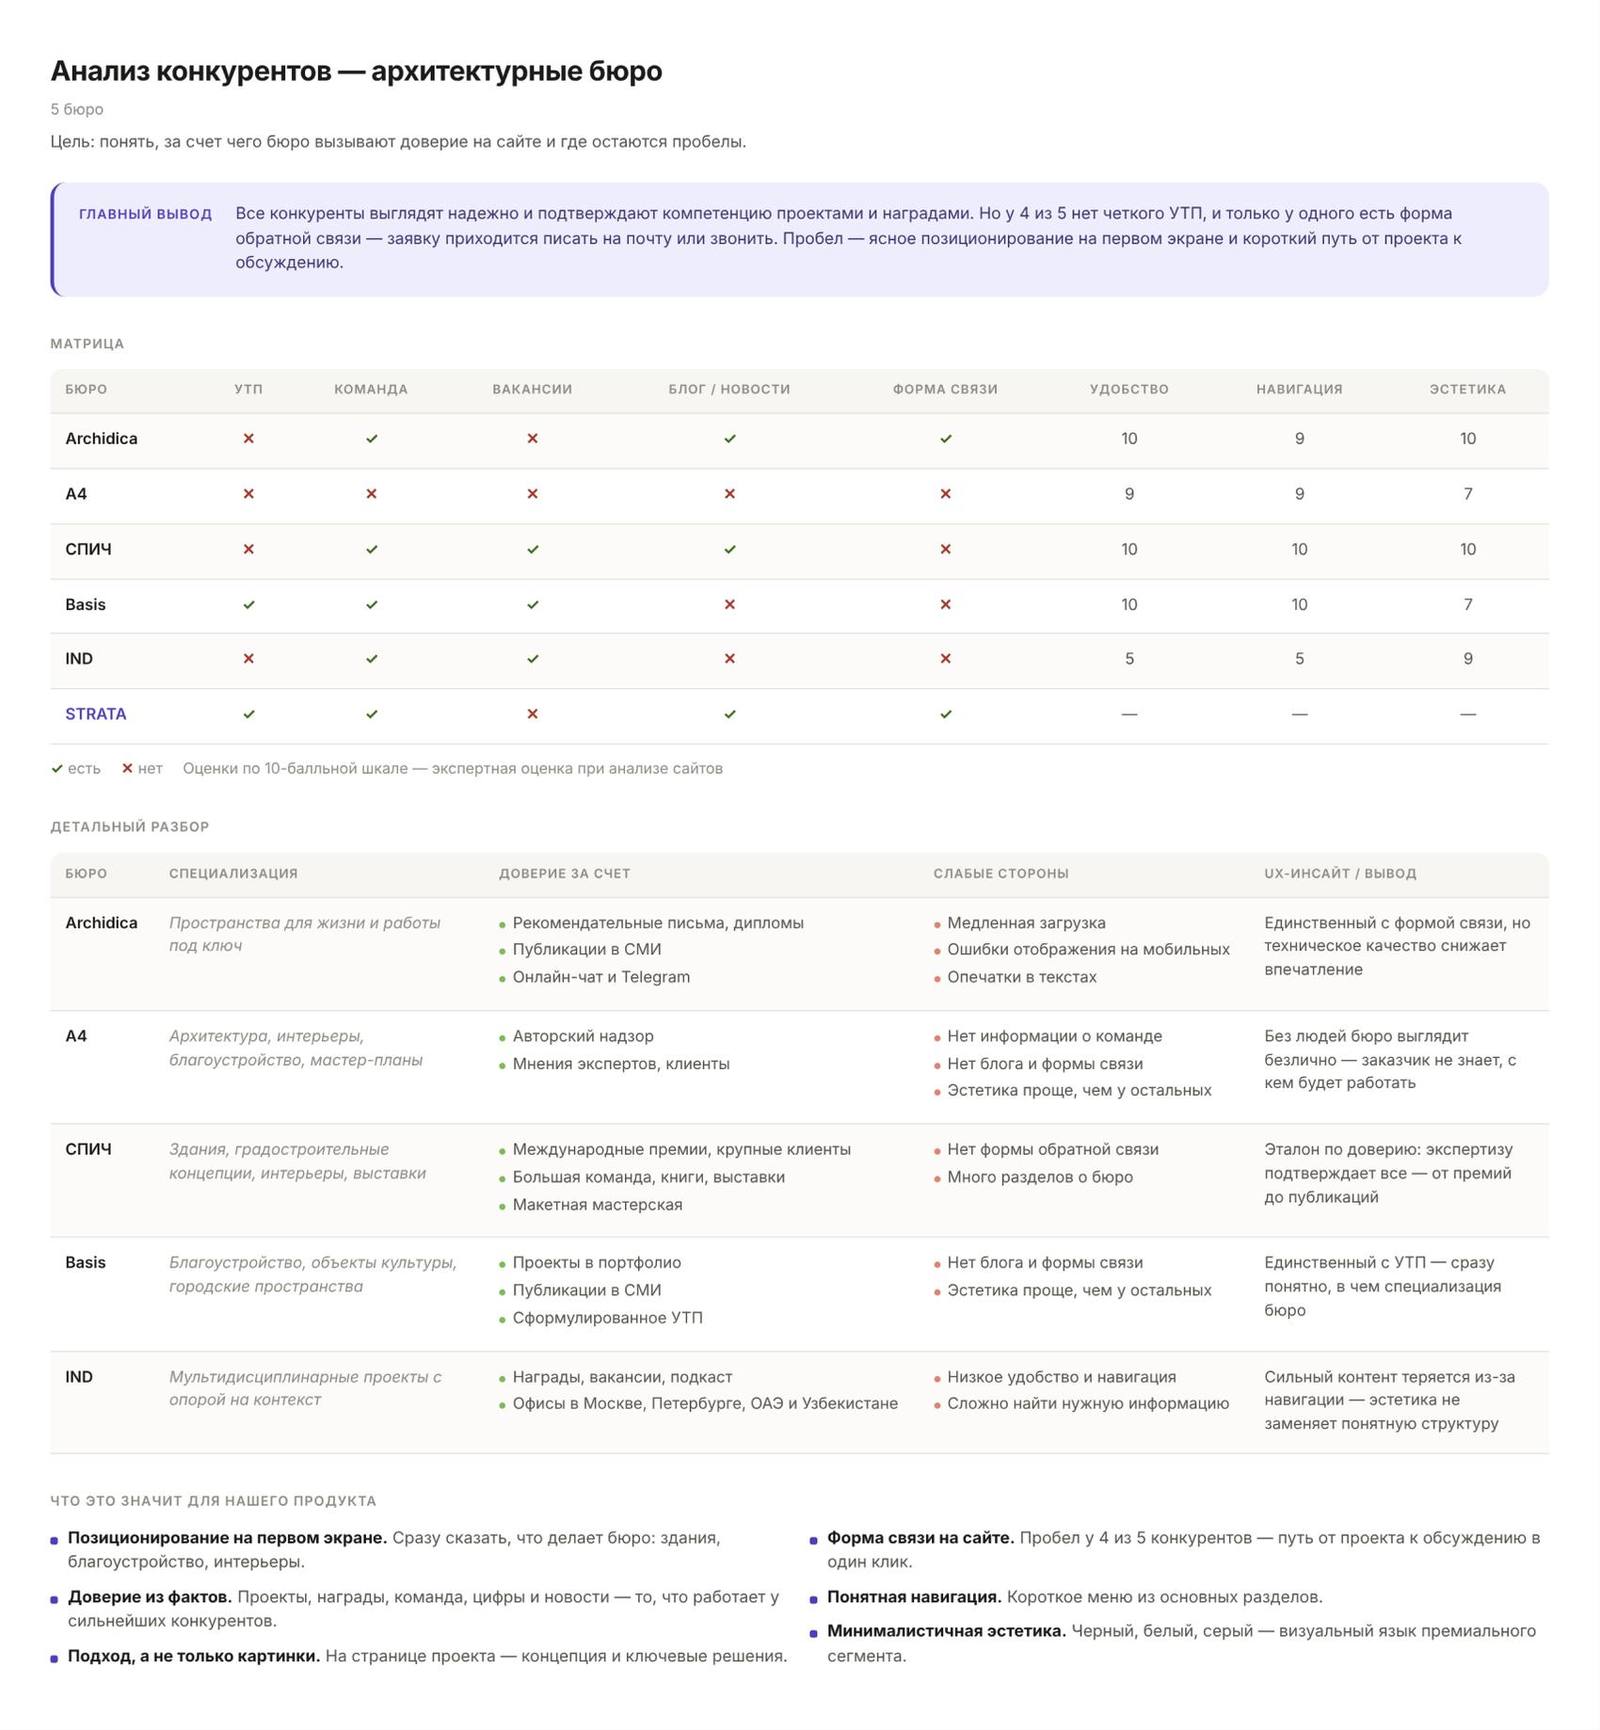 Анализ конкурентов — архитектурные бюро
5 бюро
Цель: понять, за счет чего бюро вызывают доверие на сайте и где остаются пробелы.
ГЛАВНЫЙ ВЫВОД
Все конкуренты выглядят надежно и подтверждают компетенцию проектами и наградами. Но у 4 из 5 нет четкого УТП, и только у одного есть форма
обратной связи — заявку приходится писать на почту или звонить. Пробел — ясное позиционирование на первом экране и короткий путь от проекта к
обсуждению.
МАТРИЦА
БЮРО УТП КОМАНДА ВАКАНСИИ БЛОГ / НОВОСТИ ФОРМА СВЯЗИ УДОБСТВО НАВИГАЦИЯ ЭСТЕТИКА
Archidica ✕ ✓ ✕ ✓ ✓ 10 9 10
A4 ✕ ✕ ✕ ✕ ✕ 9 9 7
СПИЧ ✕ ✓ ✓ ✓ ✕ 10 10 10
Basis ✓ ✓ ✓ ✕ ✕ 10 10 7
IND ✕ ✓ ✓ ✕ ✕ 5 5 9
STRATA ✓ ✓ ✕ ✓ ✓ — — —
✓ есть ✕ нет Оценки по 10-балльной шкале — экспертная оценка при анализе сайтов
ДЕТАЛЬНЫЙ РАЗБОР
БЮРО СПЕЦИАЛИЗАЦИЯ ДОВЕРИЕ ЗА СЧЕТ СЛАБЫЕ СТОРОНЫ UX-ИНСАЙТ / ВЫВОД
Archidica
Пространства для жизни и работы
под ключ
Рекомендательные письма, дипломы
Публикации в СМИ
Онлайн-чат и Telegram
Медленная загрузка
Ошибки отображения на мобильных
Опечатки в текстах
Единственный с формой связи, но
техническое качество снижает
впечатление
A4
Архитектура, интерьеры,
благоустройство, мастер-планы
Авторский надзор
Мнения экспертов, клиенты
Нет информации о команде
Нет блога и формы связи
Эстетика проще, чем у остальных
Без людей бюро выглядит
безлично — заказчик не знает, с
кем будет работать
СПИЧ
Здания, градостроительные
концепции, интерьеры, выставки
Международные премии, крупные клиенты
Большая команда, книги, выставки
Макетная мастерская
Нет формы обратной связи
Много разделов о бюро
Эталон по доверию: экспертизу
подтверждает все — от премий
до публикаций
Basis
Благоустройство, объекты культуры,
городские пространства
Проекты в портфолио
Публикации в СМИ
Сформулированное УТП
Нет блога и формы связи
Эстетика проще, чем у остальных
Единственный с УТП — сразу
понятно, в чем специализация
бюро
IND
Мультидисциплинарные проекты с
опорой на контекст
Награды, вакансии, подкаст
Офисы в Москве, Петербурге, ОАЭ и Узбекистане
Низкое удобство и навигация
Сложно найти нужную информацию
Сильный контент теряется из-за
навигации — эстетика не
заменяет понятную структуру
ЧТО ЭТО ЗНАЧИТ ДЛЯ НАШЕГО ПРОДУКТА
Позиционирование на первом экране. Сразу сказать, что делает бюро: здания,
благоустройство, интерьеры.
Доверие из фактов. Проекты, награды, команда, цифры и новости — то, что работает у
сильнейших конкурентов.
Подход, а не только картинки. На странице проекта — концепция и ключевые решения.
Форма связи на сайте. Пробел у 4 из 5 конкурентов — путь от проекта к обсуждению в
один клик.
Понятная навигация. Короткое меню из основных разделов.
Минималистичная эстетика. Черный, белый, серый — визуальный язык премиального
сегмента.